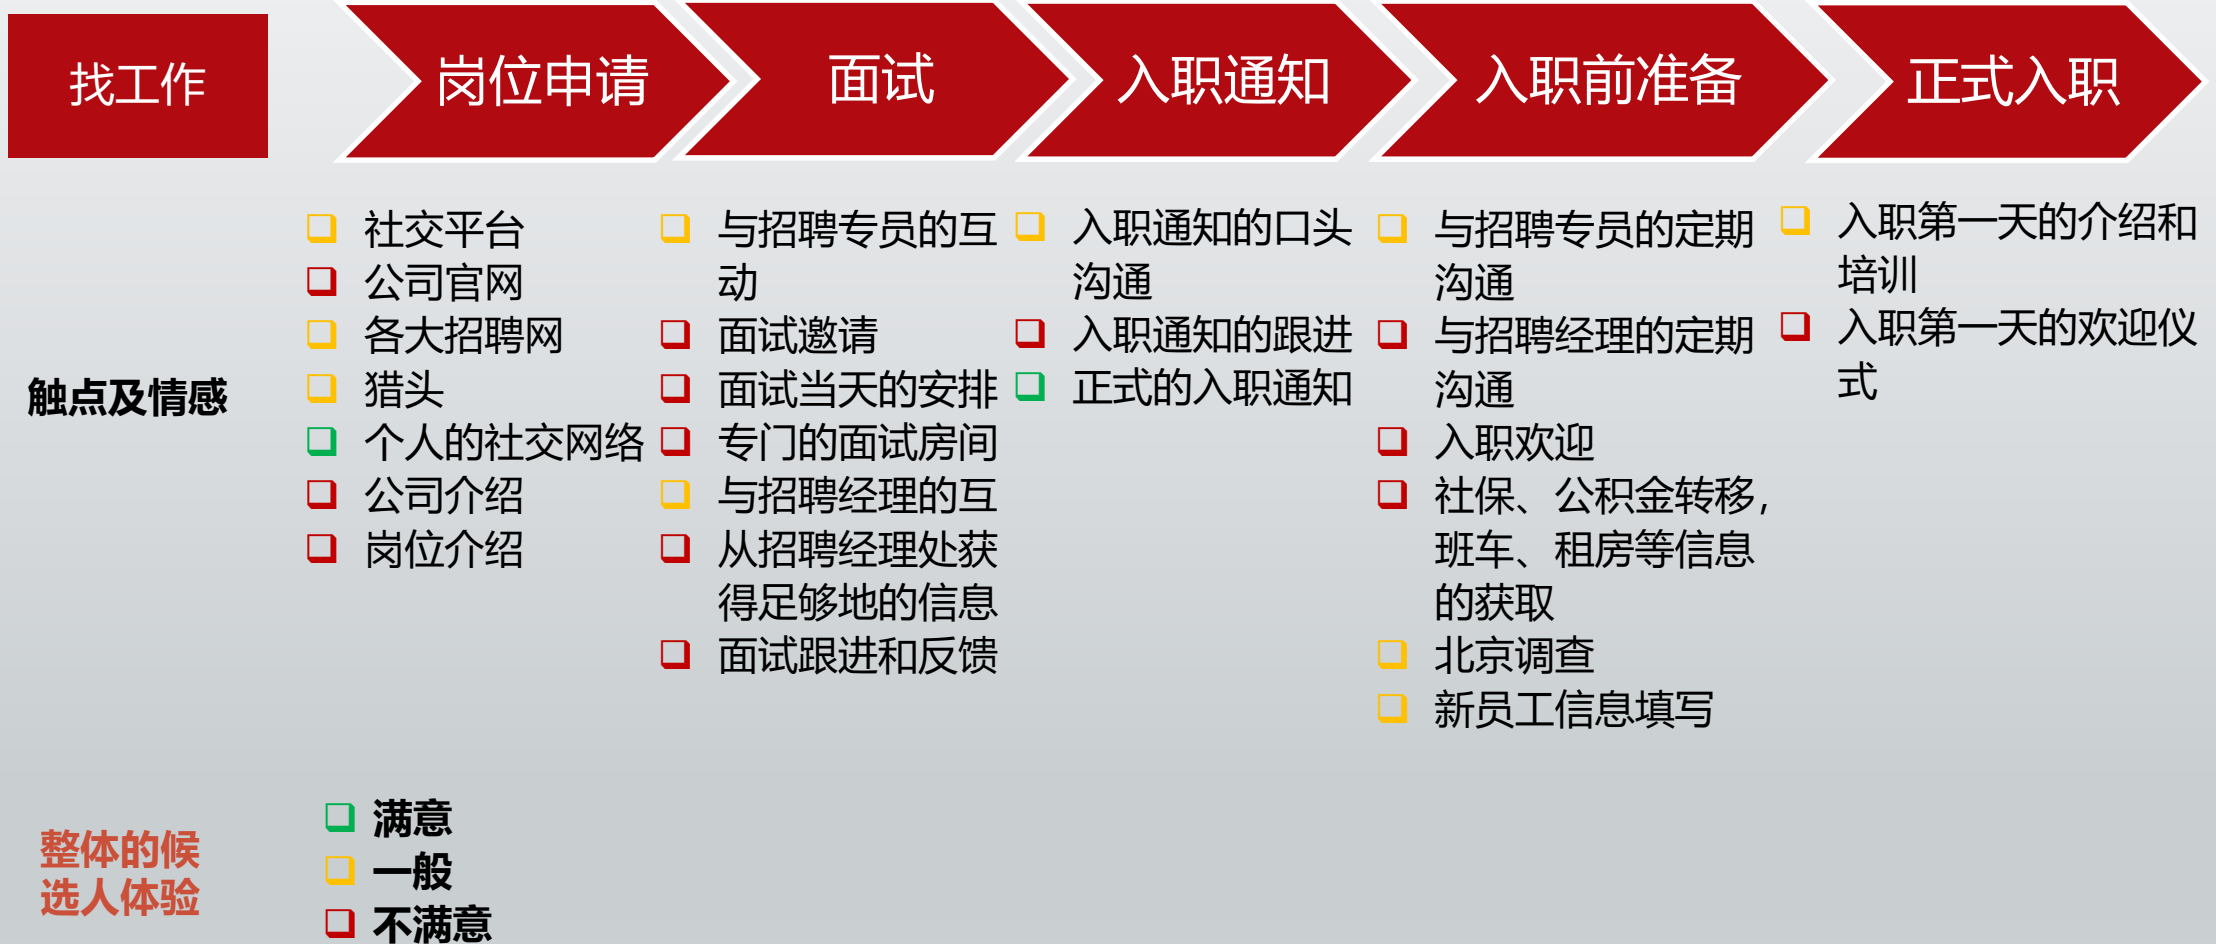 找工作
岗位申请
面试
入职通知
入职前准备
正式入职
触点及情感
社交平台
公司官网
各大招聘网
猎头
个人的社交网络
公司介绍
岗位介绍
与招聘专员的互
动
面试邀请
面试当天的安排
专门的面试房间
与招聘经理的互
从招聘经理处获
得足够地的信息
面试跟进和反馈
入职通知的口头
沟通
入职通知的跟进
正式的入职通知
与招聘专员的定期
沟通
与招聘经理的定期
沟通
入职欢迎
社保、公积金转移，
班车、租房等信息
的获取
北京调查
新员工信息填写
入职第一天的介绍和
培训
入职第一天的欢迎仪
式
整体的候
选人体验
满意
一般
不满意